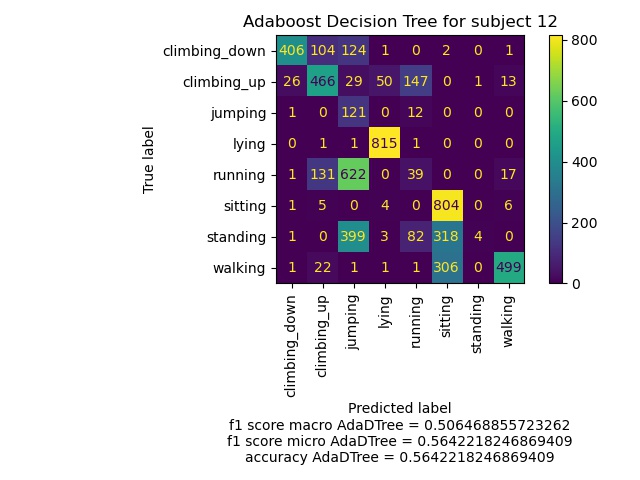 Adaboost Decision Tree for subject 12
True label
climbing_down 406 104 124 1 0 2 0 1
climbing_up 26 466 29 50 147 0 1 13
jumping 1 0 121 0 12 0 0 0
lying 0 1 1 815 1 0 0 0
running 1 131 622 0 39 0 0 17
sitting 1 5 0 4 0 804 0 6
standing 1 0 399 3 82 318 4 0
walking 1 22 1 1 1 306 0 499
climbing_down climbing_up jumping lying running sitting standing walking
800
600
400
200
0
Predicted label
f1 score macro AdaDTree = 0.506468855723262
f1 score micro AdaDTree = 0.5642218246869409
accuracy AdaDTree = 0.5642218246869409